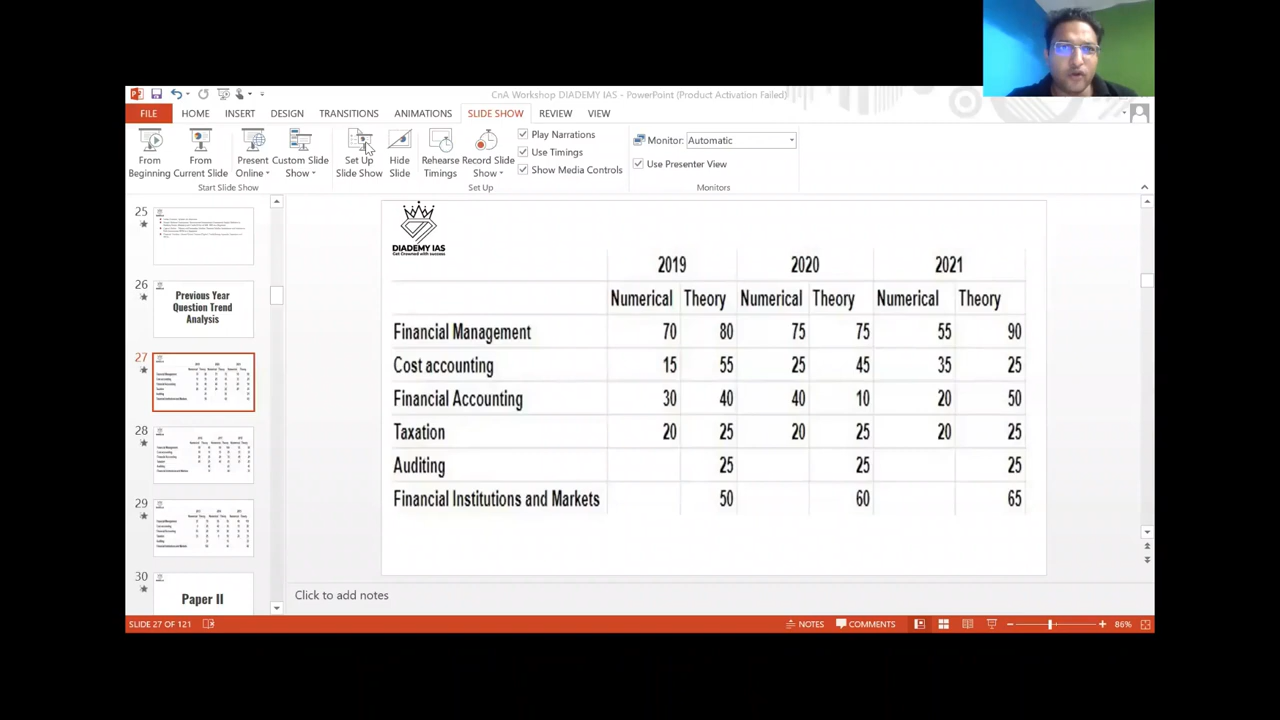 CnA Workshop DIADEMY IAS - PowerPoint (Product Activation Failed)
FILE HOME INSERT DESIGN TRANSITIONS ANIMATIONS SLIDE SHOW REVIEW VIEW
From Beginning
From Current Slide
Present Online
Custom Slide Show
Set Up Slide Show
Hide Slide
Rehearse Timings
Record Slide Show
Play Narrations
Use Timings
Show Media Controls
Monitor: Automatic
Use Presenter View
Start Slide Show Set Up Monitors
25
26
Previous Year
Question Trend
Analysis
27
28
29
30
Paper II
DIADEMY IAS
Get Crowned with success
2019 2020 2021
Numerical Theory Numerical Theory Numerical Theory
Financial Management 70 80 75 75 55 90
Cost accounting 15 55 25 45 35 25
Financial Accounting 30 40 40 10 20 50
Taxation 20 25 20 25 20 25
Auditing 25 25 25
Financial Institutions and Markets 50 60 65
Click to add notes
SLIDE 27 OF 121 NOTES COMMENTS 86%